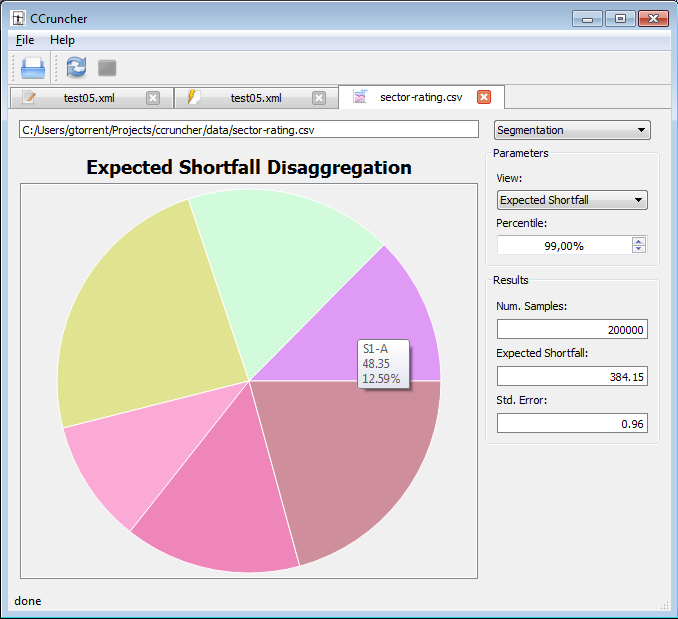 CCruncher
File Help
test05.xml test05.xml sector-rating.csv
C:/Users/gtorrent/Projects/ccruncher/data/sector-rating.csv
Segmentation
Expected Shortfall Disaggregation
S1-A
48.35
12.59%
Parameters
View:
Expected Shortfall
Percentile:
99,00%
Results
Num. Samples:
200000
Expected Shortfall:
384.15
Std. Error:
0.96
done